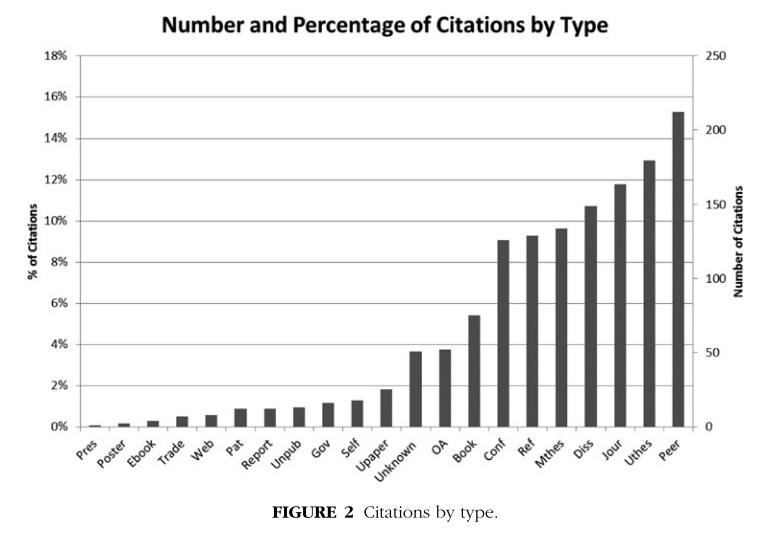 Number and Percentage of Citations by Type
18%
16%
14%
12%
10%
8%
6%
4%
2%
0%
% of Citations
250
200
150
100
50
0
Number of Citations
Pres
Poster
Ebook
Trade
Web
Pat
Report
Unpub
Gov
Self
Upaper
Unknown
OA
Book
Conf
Ref
Mthes
Diss
Jour
Uthes
Peer
FIGURE 2 Citations by type.